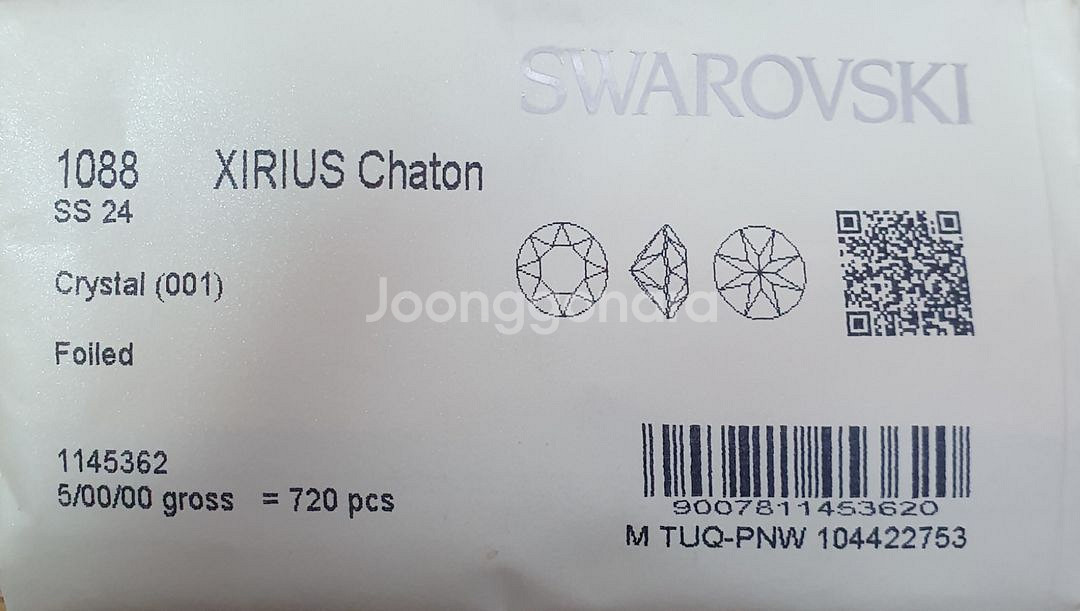 SWAROVSKI
1088 XIRIUS Chaton
SS 24
Crystal (001)
Joonggonara
Foiled
1145362
5/00/00 gross = 720 pcs
9007811453620
M TUQ-PNW 104422753